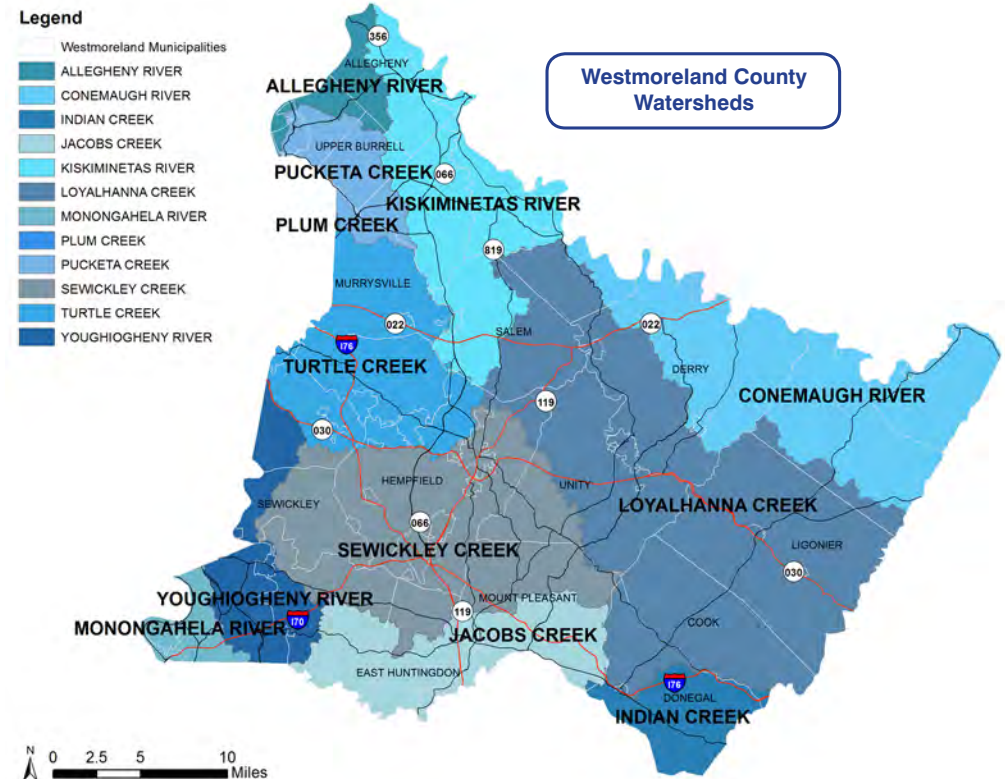 Legend
Westmoreland Municipalities
ALLEGHENY RIVER
CONEMAUGH RIVER
INDIAN CREEK
JACOBS CREEK
KISKIMINETAS RIVER
LOYALHANNA CREEK
MONONGAHELA RIVER
PLUM CREEK
PUCKETA CREEK
SEWICKLEY CREEK
TURTLE CREEK
YOUGHIOGHENY RIVER
Westmoreland County
Watersheds
356
ALLEGHENY
ALLEGHENY RIVER
UPPER BURRELL
PUCKETA CREEK
066
KISKIMINETAS RIVER
PLUM CREEK
819
MURRYSVILLE
022
SALEM
022
I76
TURTLE CREEK
DERRY
CONEMAUGH RIVER
119
030
HEMPFIELD
UNITY
SEWICKLEY
LOYALHANNA CREEK
066
SEWICKLEY CREEK
LIGONIER
030
YOUGHIOGHENY RIVER
MOUNT PLEASANT
119
I70
MONONGAHELA RIVER
JACOBS CREEK
COOK
EAST HUNTINGDON
I76
DONEGAL
INDIAN CREEK
N
0 2.5 5 10
Miles